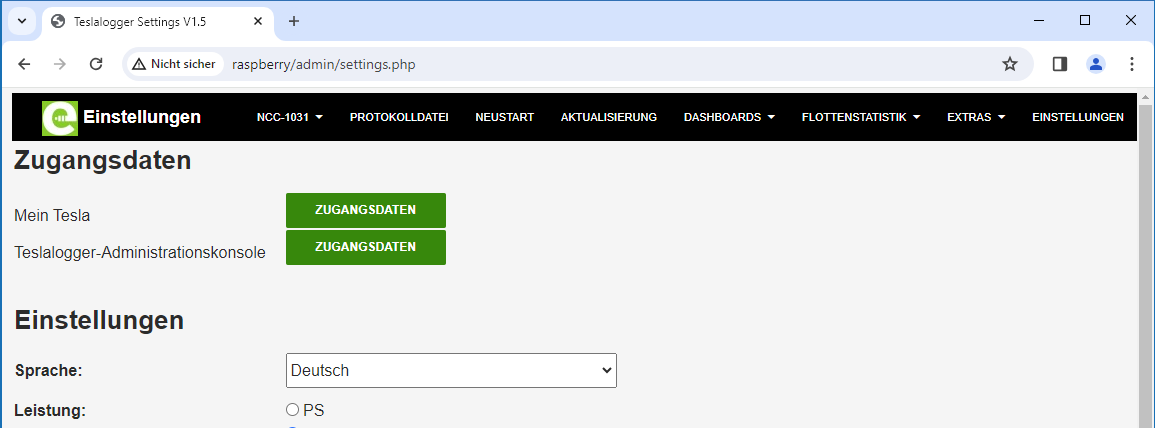 Teslalogger Settings V1.5
Nicht sicher raspberry/admin/settings.php
Einstellungen NCC-1031 PROTOKOLLDATEI NEUSTART AKTUALISIERUNG DASHBOARDS FLOTTENSTATISTIK EXTRAS EINSTELLUNGEN
Zugangsdaten
Mein Tesla ZUGANGSDATEN
Teslalogger-Administrationskonsole ZUGANGSDATEN
Einstellungen
Sprache: Deutsch
Leistung: PS